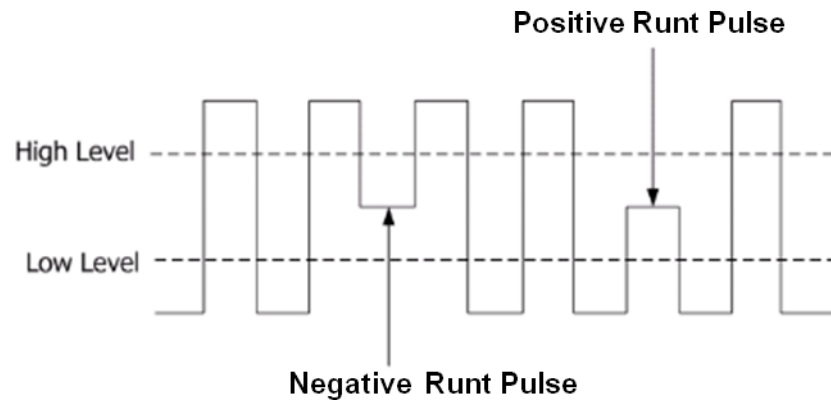 Positive Runt Pulse
High Level
Low Level
Negative Runt Pulse